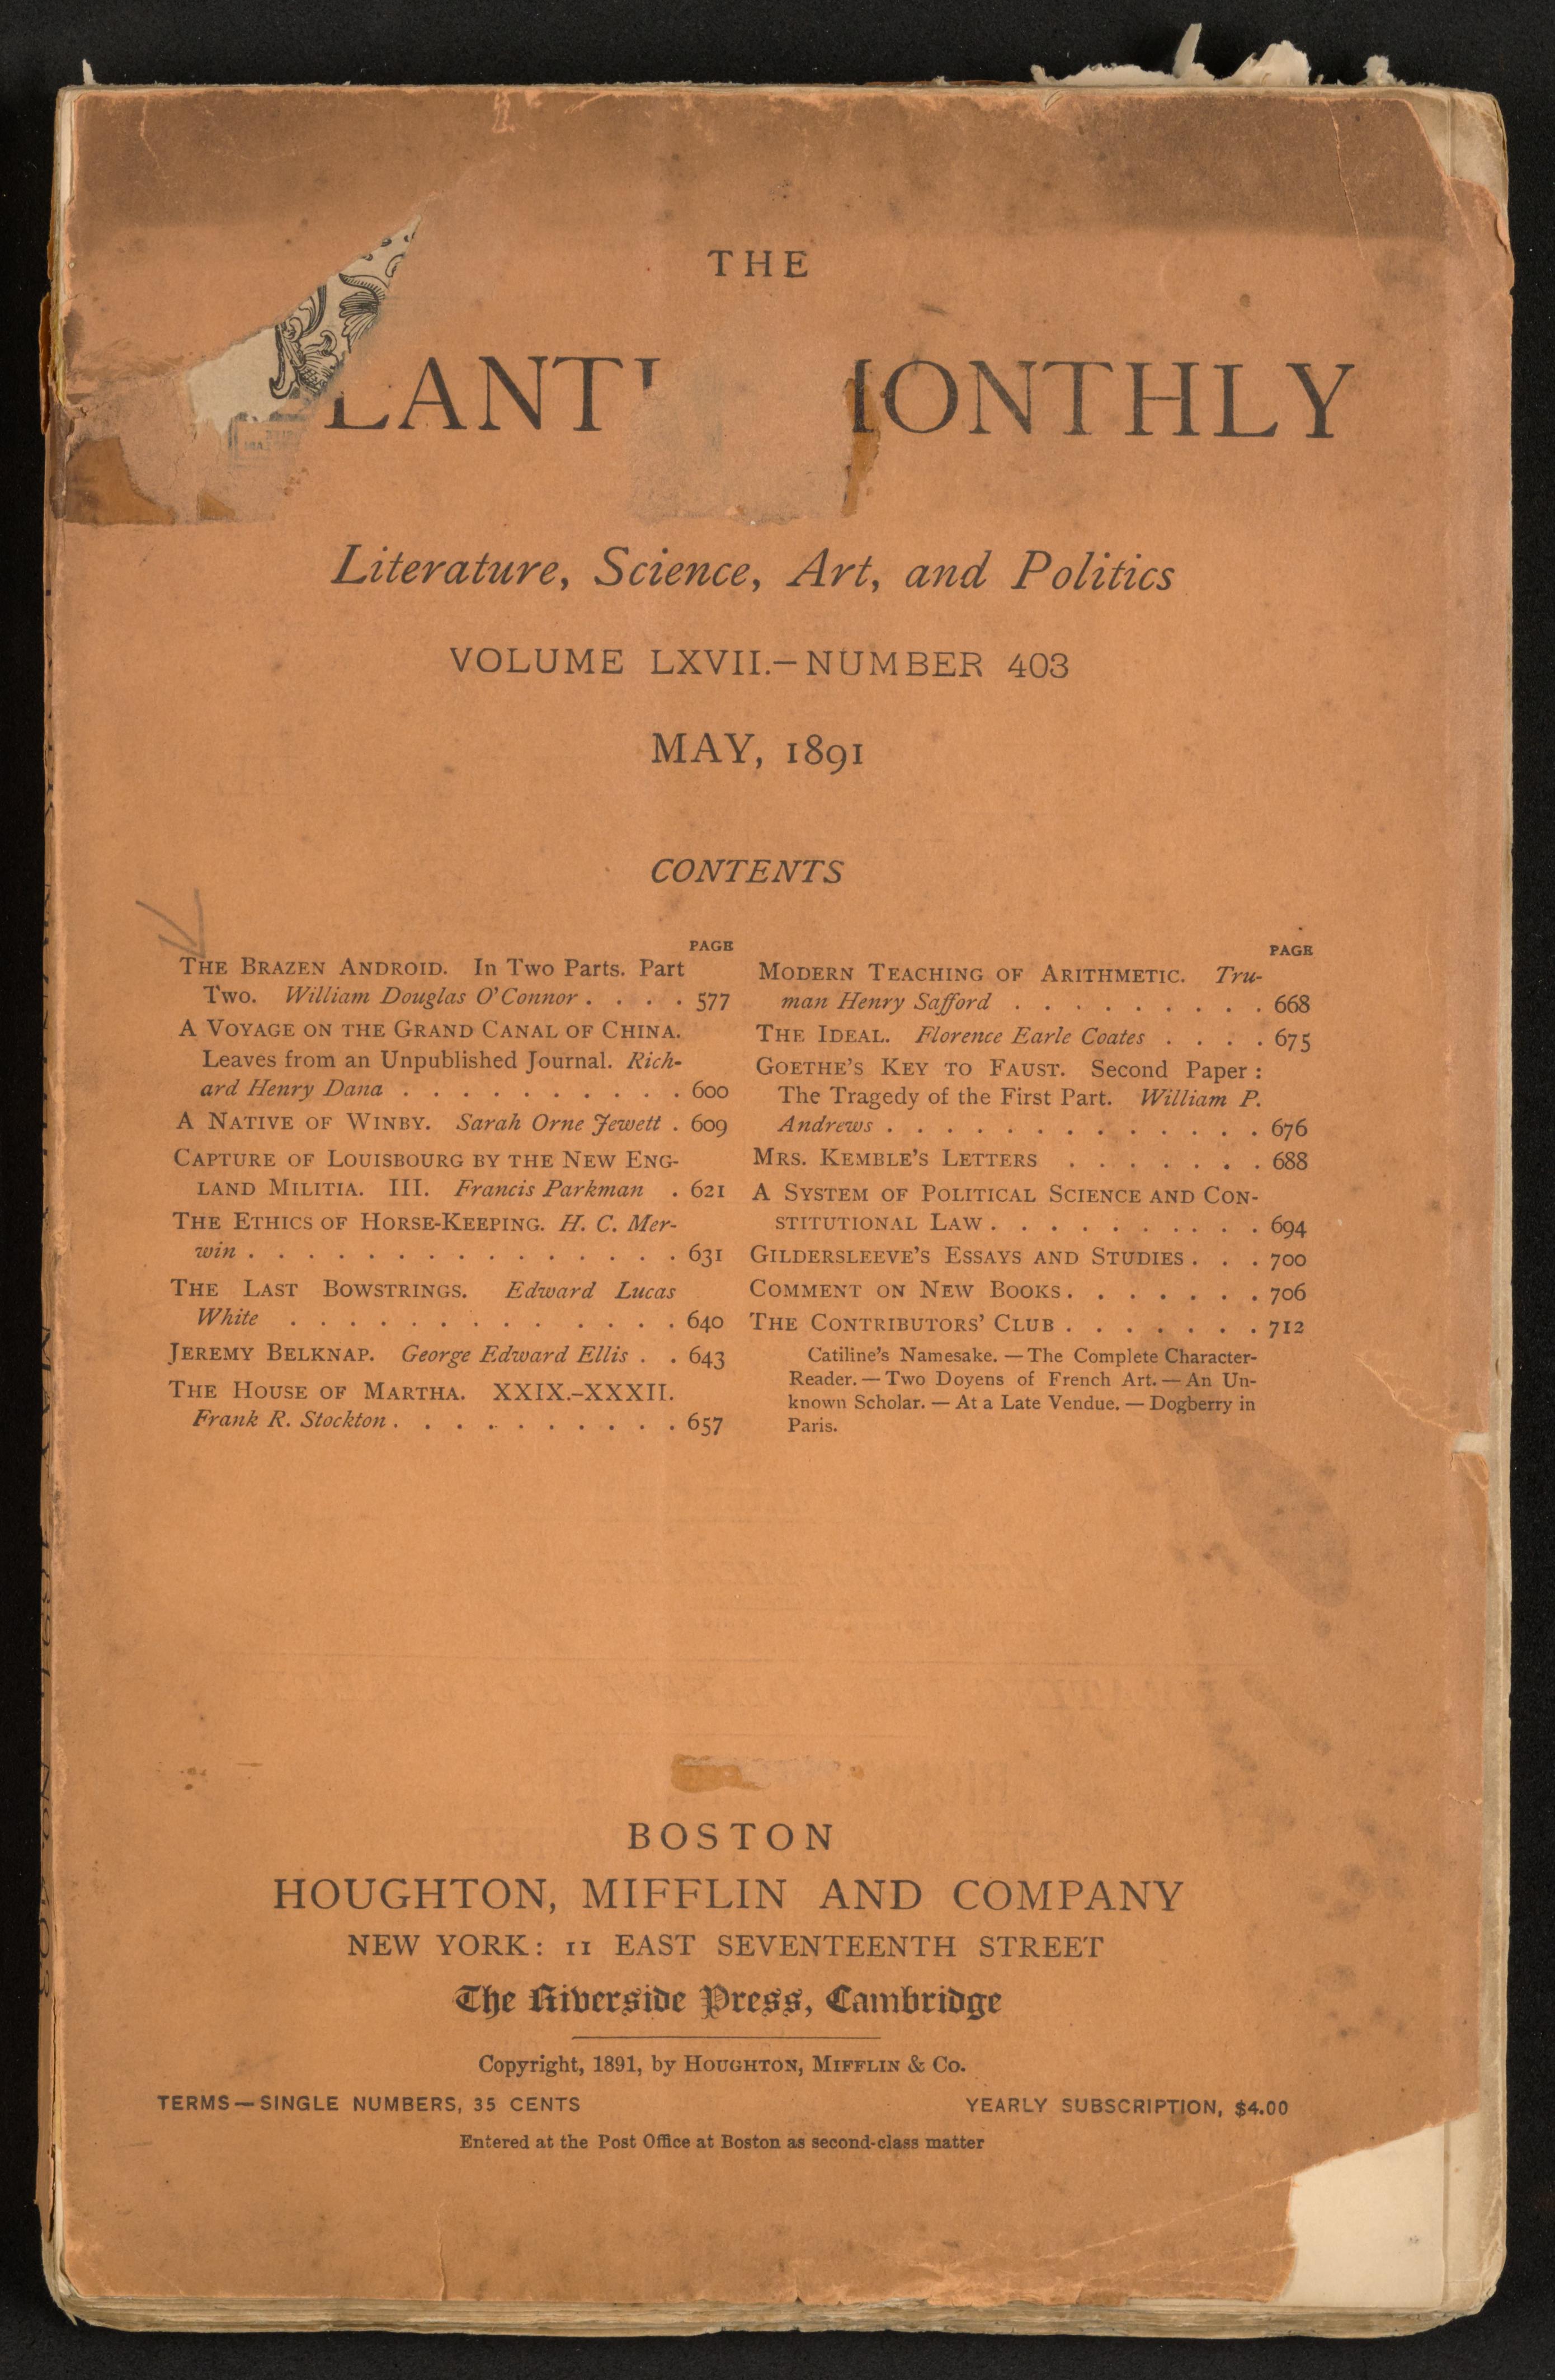 THE
LANT MONTHLY
Literature, Science, Art, and Politics
VOLUME LXVII.—NUMBER 403
MAY, 1891
CONTENTS
PAGE
THE BRAZEN ANDROID. In Two Parts. Part
Two. William Douglas O'Connor . . . . 577
A VOYAGE ON THE GRAND CANAL OF CHINA.
Leaves from an Unpublished Journal. Rich-
ard Henry Dana . . . . . . . . . . 600
A NATIVE OF WINBY. Sarah Orne Jewett . 609
CAPTURE OF LOUISBOURG BY THE NEW ENG-
LAND MILITIA. III. Francis Parkman . 621
THE ETHICS OF HORSE-KEEPING. H. C. Mer-
win . . . . . . . . . . . . . . . 631
THE LAST BOWSTRINGS. Edward Lucas
White . . . . . . . . . . . . . . 640
JEREMY BELKNAP. George Edward Ellis . . 643
THE HOUSE OF MARTHA. XXIX.–XXXII.
Frank R. Stockton . . . . . . . . . . 657
PAGE
MODERN TEACHING OF ARITHMETIC. Tru-
man Henry Safford . . . . . . . . . 668
THE IDEAL. Florence Earle Coates . . . . 675
GOETHE'S KEY TO FAUST. Second Paper :
The Tragedy of the First Part. William P.
Andrews . . . . . . . . . . . . . 676
MRS. KEMBLE'S LETTERS . . . . . . . 688
A SYSTEM OF POLITICAL SCIENCE AND CON-
STITUTIONAL LAW . . . . . . . . . . 694
GILDERSLEEVE'S ESSAYS AND STUDIES . . . 700
COMMENT ON NEW BOOKS . . . . . . . 706
THE CONTRIBUTORS' CLUB . . . . . . . 712
Catiline's Namesake. — The Complete Character-
Reader. — Two Doyens of French Art. — An Un-
known Scholar. — At a Late Vendue. — Dogberry in
Paris.
BOSTON
HOUGHTON, MIFFLIN AND COMPANY
NEW YORK: 11 EAST SEVENTEENTH STREET
The Riverside Press, Cambridge
Copyright, 1891, by HOUGHTON, MIFFLIN & CO.
TERMS — SINGLE NUMBERS, 35 CENTS YEARLY SUBSCRIPTION, $4.00
Entered at the Post Office at Boston as second-class matter